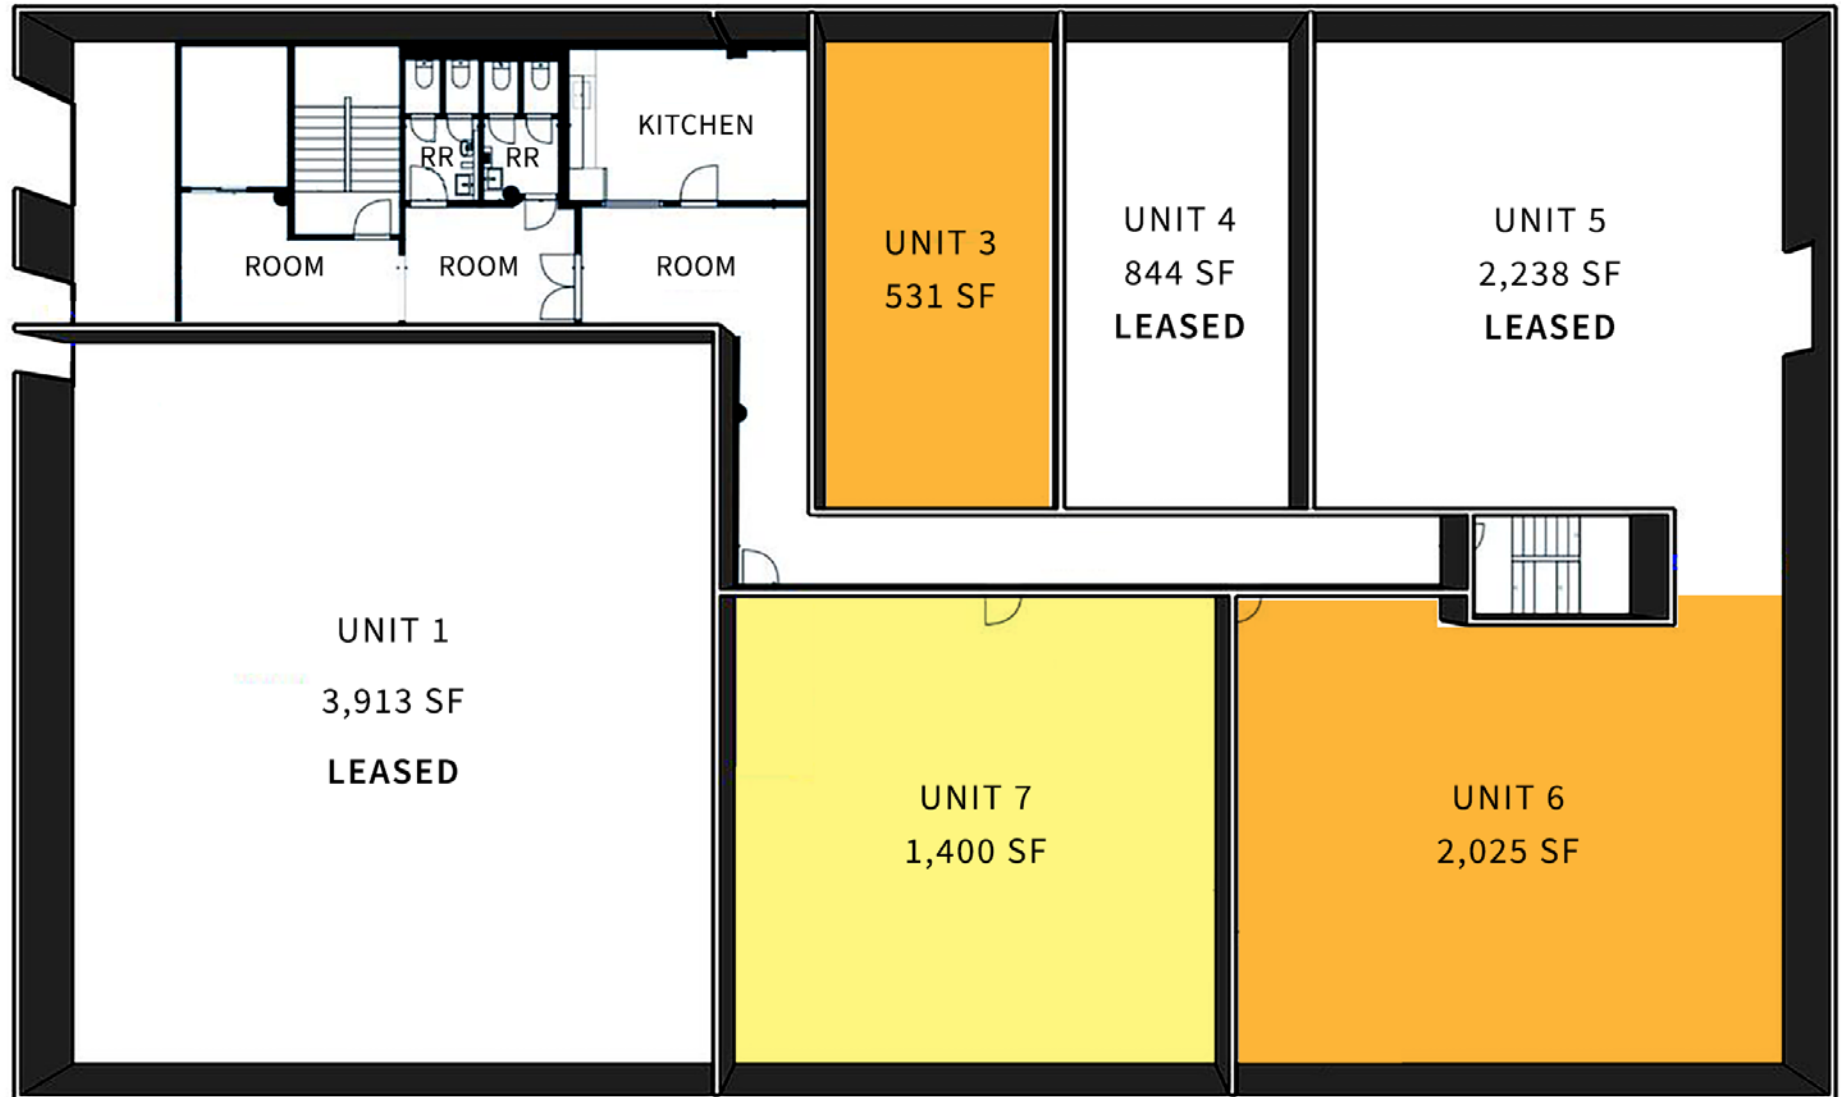 KITCHEN
RR
RR
ROOM
ROOM
ROOM
UNIT 3
531 SF
UNIT 4
844 SF
LEASED
UNIT 5
2,238 SF
LEASED
UNIT 1
3,913 SF
LEASED
UNIT 7
1,400 SF
UNIT 6
2,025 SF